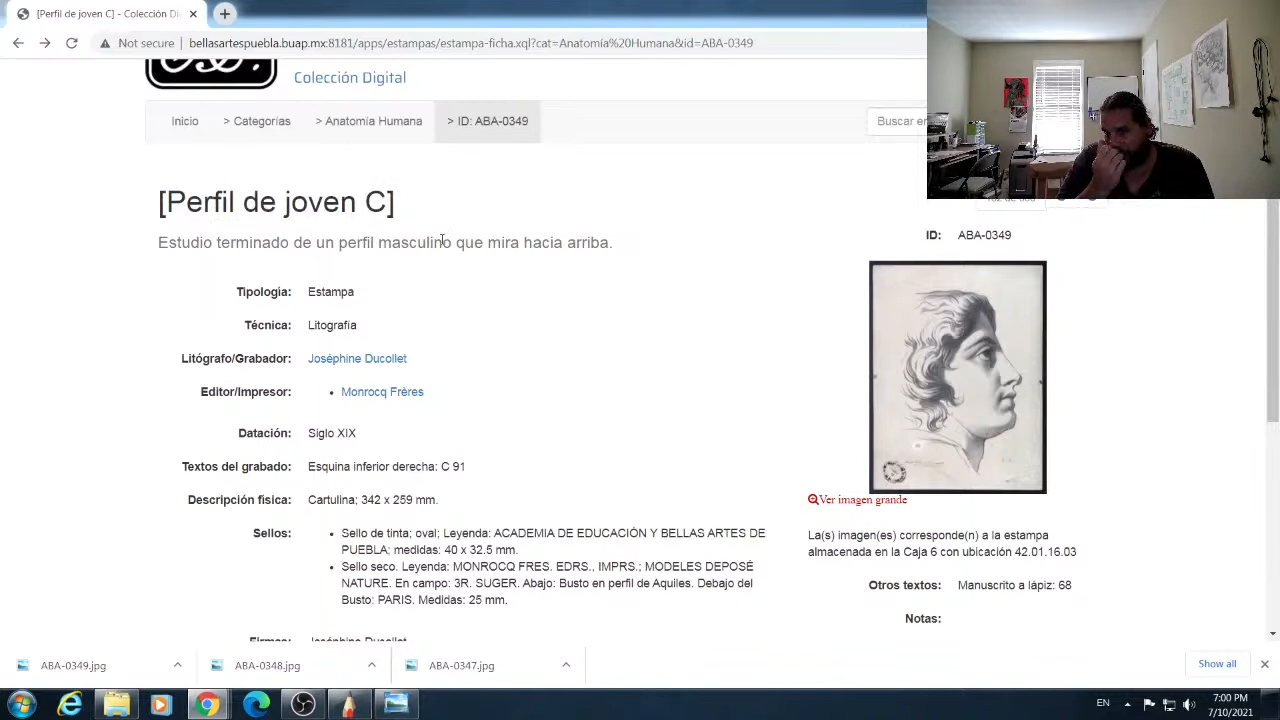 [Perfil de joven C] - Colección Di
Not secure
bellasartespuebla.buap.mx:8181/apps/estampas/estampa-ficha.xql?cat=Anatomía%20Humana&id=ABA-0349
Colección Digital
Inicio > Categorías > Anatomía Humana > ID: ABA-0349
Buscar en
[Perfil de joven C]
Estudio terminado de un perfil masculino que mira hacia arriba.
Tipología: Estampa
Técnica: Litografía
Litógrafo/Grabador: Joséphine Ducollet
Editor/Impresor: • Monrocq Frères
Datación: Siglo XIX
Textos del grabado: Esquina inferior derecha: C 91
Descripción física: Cartulina; 342 x 259 mm.
Sellos: • Sello de tinta; oval; Leyenda: ACADEMIA DE EDUCACIÓN Y BELLAS ARTES DE
PUEBLA; medidas: 40 x 32.5 mm.
• Sello seco. Leyenda: MONROCQ FRES. EDRS., IMPRS.; MODELES DEPOSÉ
NATURE. En campo: 3R. SUGER. Abajo: Busto en perfil de Aquiles. Debajo del
Busto: PARIS. Medidas: 25 mm.
Firmas: Joséphine Ducollet
ID: ABA-0349
Ver imagen grande
La(s) imagen(es) corresponde(n) a la estampa
almacenada en la Caja 6 con ubicación 42.01.16.03
Otros textos: Manuscrito a lápiz: 68
Notas:
ABA-0349.jpg
ABA-0348.jpg
ABA-0347.jpg
Show all
EN
7:00 PM
7/10/2021